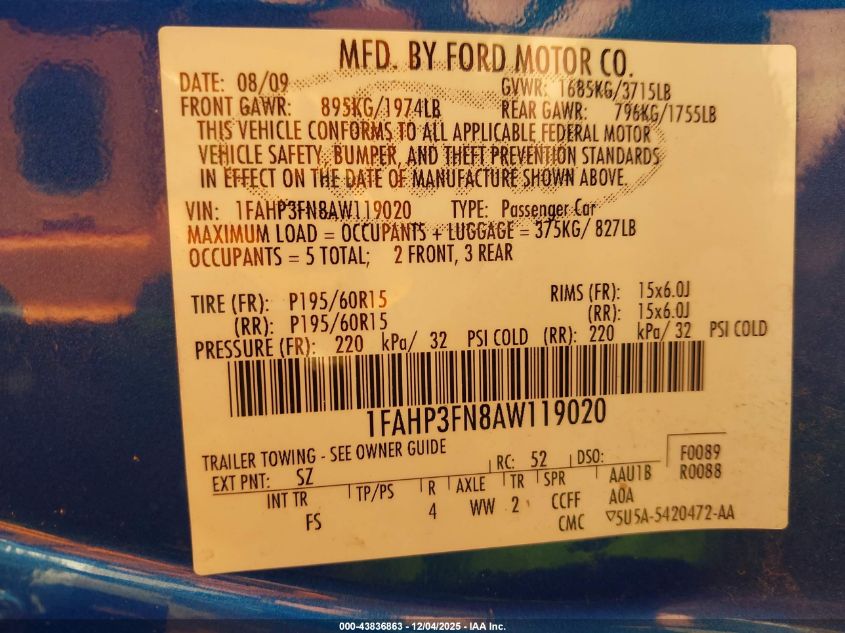 MFD. BY FORD MOTOR CO.
DATE: 08/09 GVWR: 1685KG/3715LB
FRONT GAWR: 895KG/1974LB REAR GAWR: 796KG/1755LB
THIS VEHICLE CONFORMS TO ALL APPLICABLE FEDERAL MOTOR
VEHICLE SAFETY, BUMPER, AND THEFT PREVENTION STANDARDS
IN EFFECT ON THE DATE OF MANUFACTURE SHOWN ABOVE.
VIN: 1FAHP3FN8AW119020 TYPE: Passenger Car
MAXIMUM LOAD = OCCUPANTS + LUGGAGE = 375KG/ 827LB
OCCUPANTS = 5 TOTAL; 2 FRONT, 3 REAR
TIRE (FR): P195/60R15 RIMS (FR): 15x6.0J
(RR): P195/60R15 (RR): 15x6.0J
PRESSURE (FR): 220 kPa/ 32 PSI COLD (RR): 220 kPa/ 32 PSI COLD
1FAHP3FN8AW119020
TRAILER TOWING - SEE OWNER GUIDE F0089
EXT PNT: SZ RC: 52 DSO: R0088
INT TR TP/PS R AXLE TR SPR AAU1B
FS 4 WW 2 CCFF A0A
CMC ▽5U5A-5420472-AA
000-43836863 - 12/04/2025 - IAA Inc.